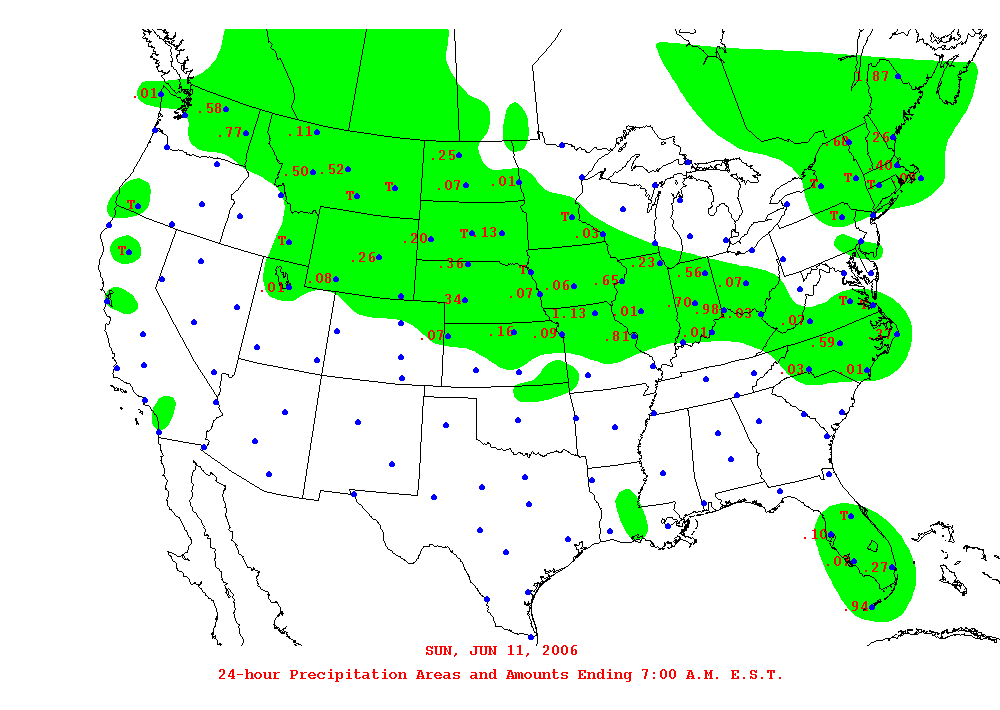 1.87
.01
.58
.77
.11
.26
.68
.25
.40
.50 .52
T T T
.07 .01
T
T
T T
.20 T .13 .03
T
T
.26
.36 .23
T
.56
.08 .06 .65 .07
.01
.07
.34 T
.70 .98
1.13 .01 .03
.07
.16 .09
.07 .81 .01
.59
.03 .01
T
.10
.27
.94
SUN, JUN 11, 2006
24-hour Precipitation Areas and Amounts Ending 7:00 A.M. E.S.T.